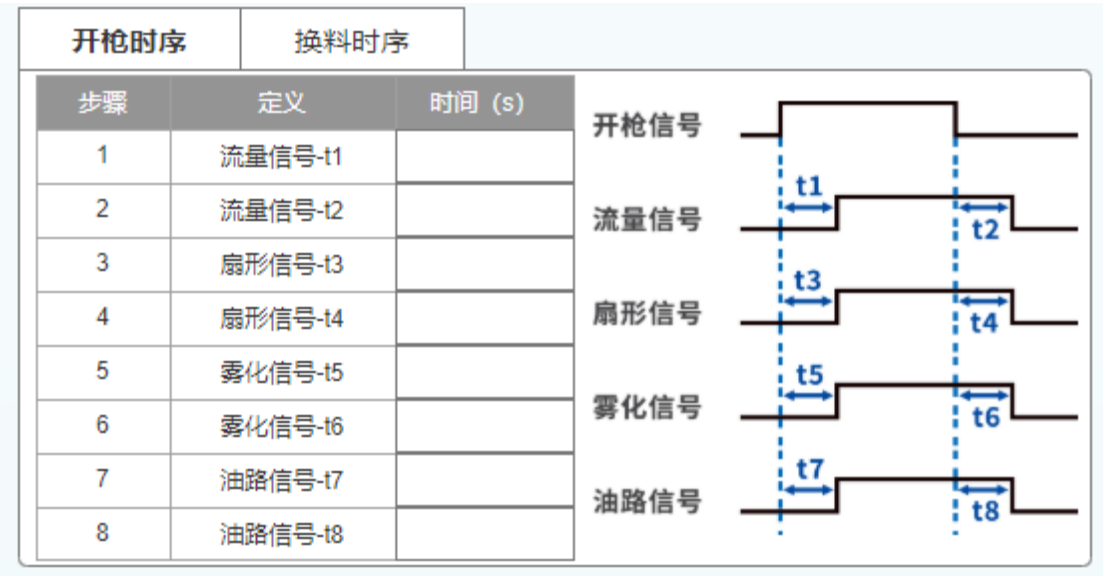 开枪时序 换料时序
步骤 定义 时间 (s)
1 流量信号-t1
2 流量信号-t2
3 扇形信号-t3
4 扇形信号-t4
5 雾化信号-t5
6 雾化信号-t6
7 油路信号-t7
8 油路信号-t8
开枪信号
t1
流量信号
t2
t3
扇形信号
t4
t5
雾化信号
t6
t7
油路信号
t8